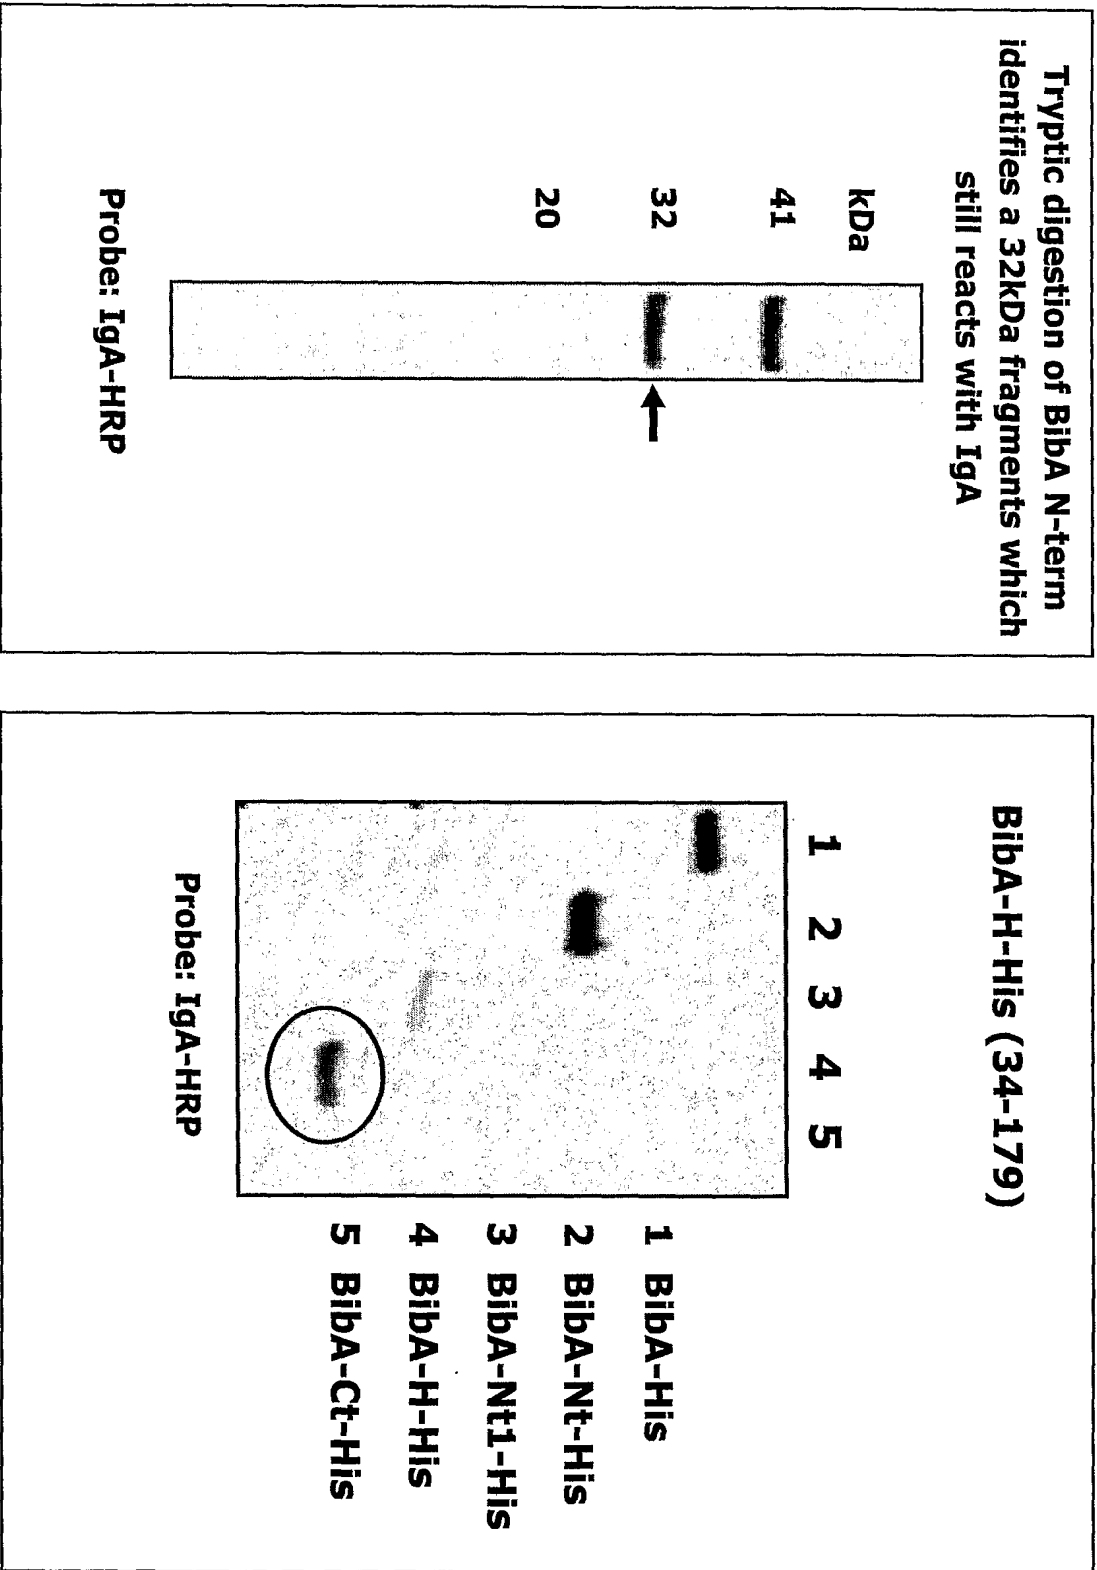 Tryptic digestion of BibA N-term
identifies a 32kDa fragments which
still reacts with IgA
kDa
41
32
20
Probe: IgA-HRP
BibA-H-His (34-179)
1 2 3 4 5
1 BibA-His
2 BibA-Nt-His
3 BibA-Nt1-His
4 BibA-H-His
5 BibA-Ct-His
Probe: IgA-HRP